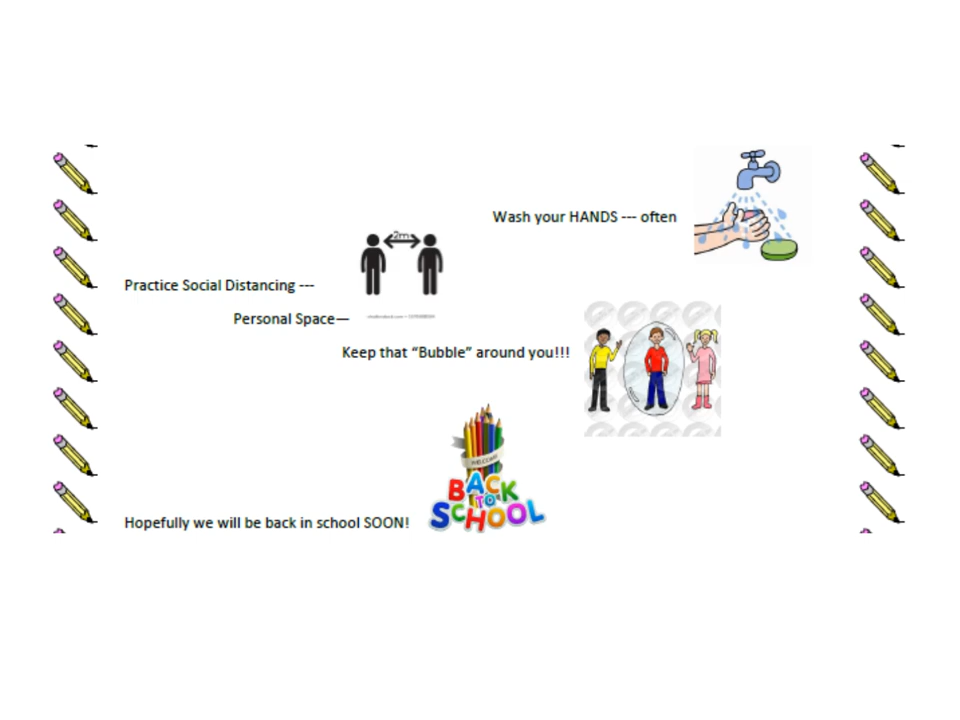 Wash your HANDS --- often
2m
Practice Social Distancing ---
Personal Space—
Keep that “Bubble” around you!!!
WELCOME
BACK
TO
SCHOOL
Hopefully we will be back in school SOON!